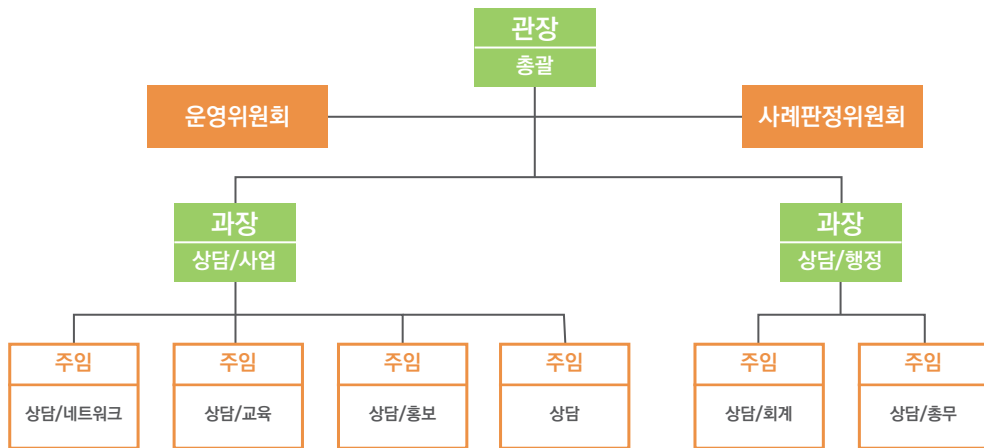 관장
총괄
운영위원회
사례판정위원회
과장
상담/사업
과장
상담/행정
주임
상담/네트워크
주임
상담/교육
주임
상담/홍보
주임
상담
주임
상담/회계
주임
상담/총무